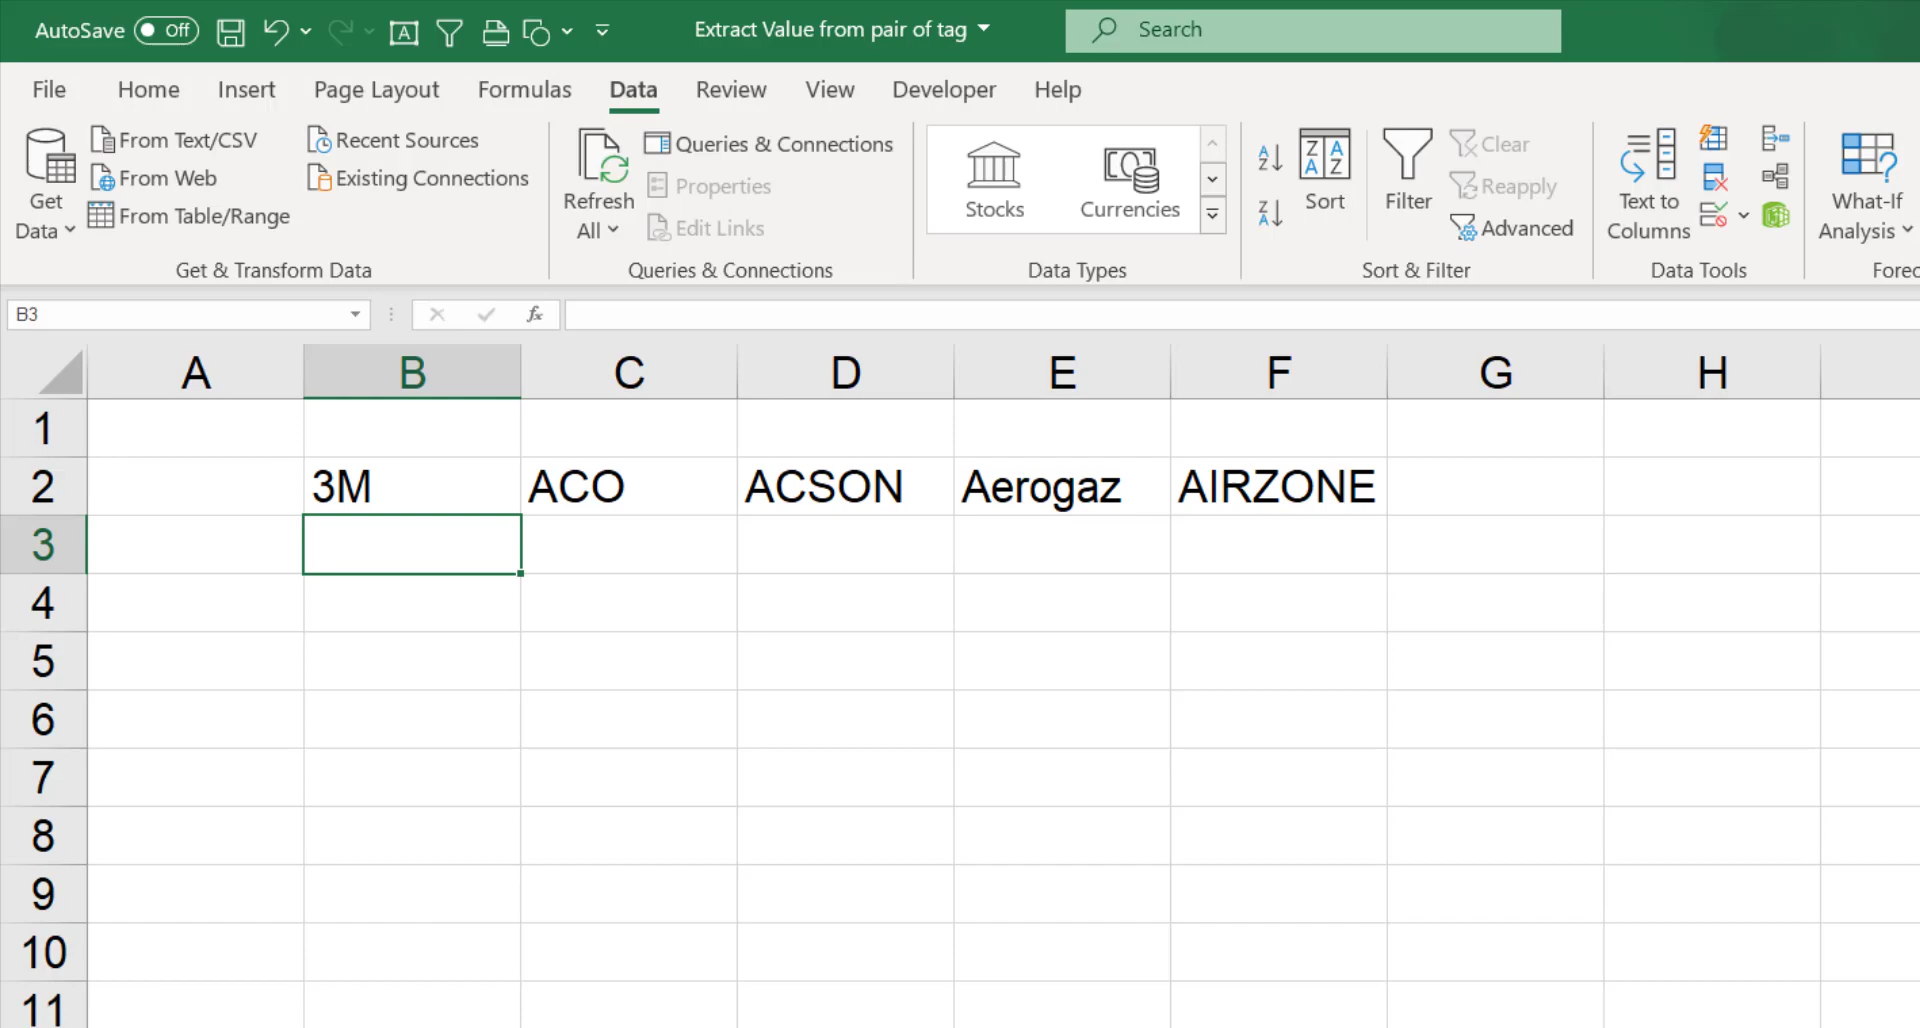 AutoSave Off Extract Value from pair of tag Search
File Home Insert Page Layout Formulas Data Review View Developer Help
Get Data
From Text/CSV
From Web
From Table/Range
Recent Sources
Existing Connections
Get & Transform Data
Refresh All
Queries & Connections
Properties
Edit Links
Queries & Connections
Stocks Currencies
Data Types
Sort
Filter
Clear
Reapply
Advanced
Sort & Filter
Text to Columns
Data Tools
What-If Analysis
Forec
B3 fx
A B C D E F G H
1
2 3M ACO ACSON Aerogaz AIRZONE
3
4
5
6
7
8
9
10
11